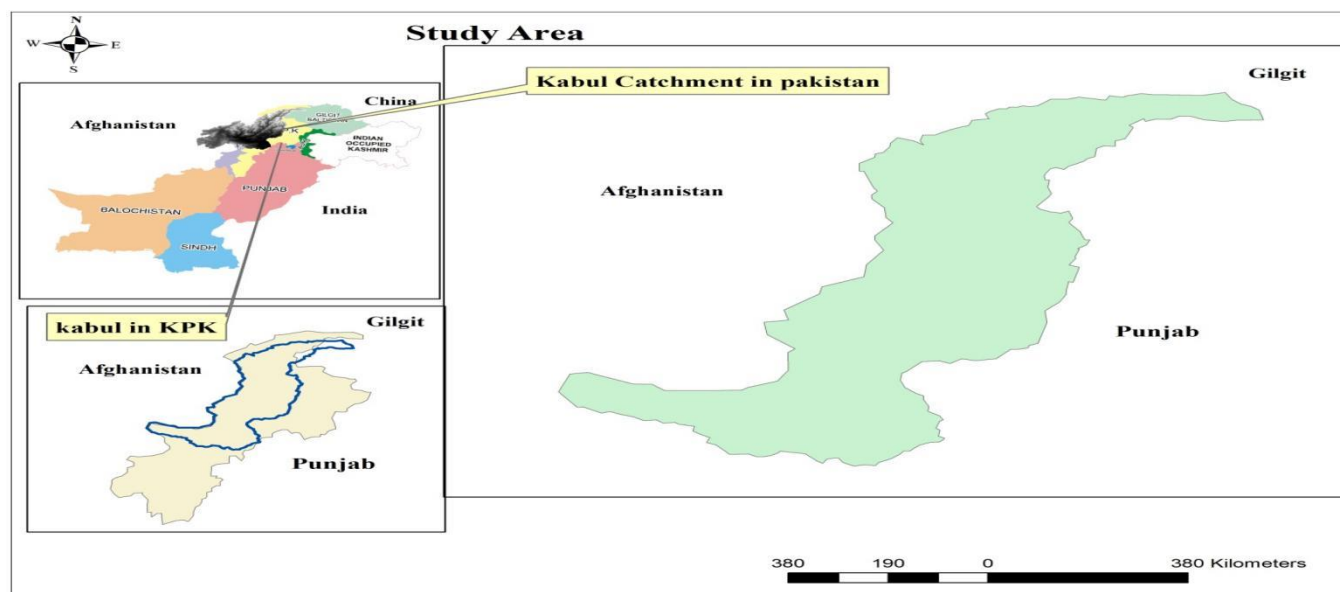 N
W E
S
Study Area
Kabul Catchment in pakistan
China
Afghanistan
GILGIT
BALTISTAN
INDIAN
OCCUPIED
KASHMIR
PUNJAB
BALOCHISTAN
India
SINDH
kabul in KPK
Gilgit
Afghanistan
Punjab
Gilgit
Afghanistan
Punjab
380 190 0 380 Kilometers